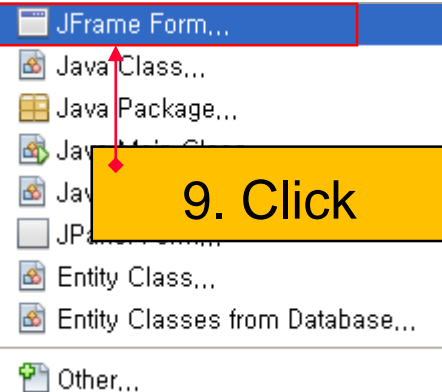 JFrame Form...
Java Class...
Java Package...
9. Click
Entity Class...
Entity Classes from Database...
Other...